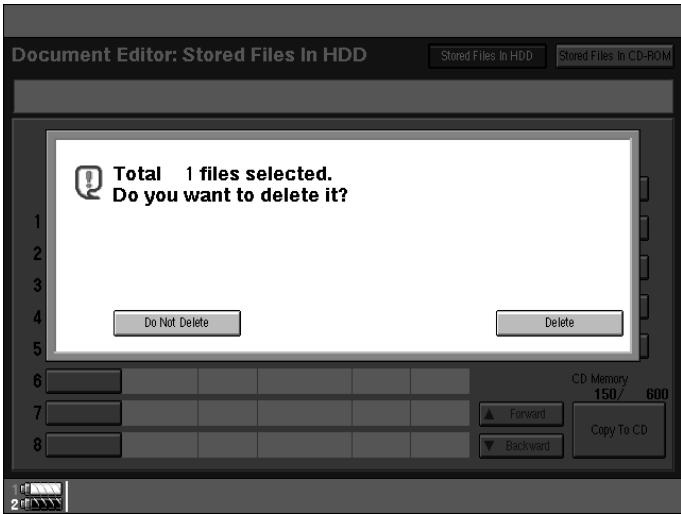 Document Editor: Stored Files In HDD
Stored Files In HDD
Stored Files In CD-ROM
Total 1 files selected.
Do you want to delete it?
1
2
3
4
Do Not Delete
Delete
5
6
CD Memory
150/ 600
7
Forward
Copy To CD
8
Backward
1
2